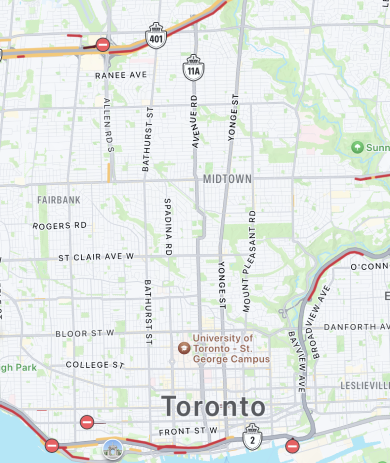 401
RANEE AVE
11A
ALLEN RD S
BATHURST ST
AVENUE RD
YONGE ST
Sunn
MIDTOWN
FAIRBANK
ROGERS RD
SPADINA RD
MOUNT PLEASANT RD
ST CLAIR AVE W
O'CONN
YONGE ST
BATHURST ST
BROADVIEW AVE
E
BLOOR ST W
University of
Toronto - St.
George Campus
BAYVIEW AVE
DANFORTH AV
gh Park
COLLEGE ST
LESLIEVILL
Toronto
FRONT ST W
2